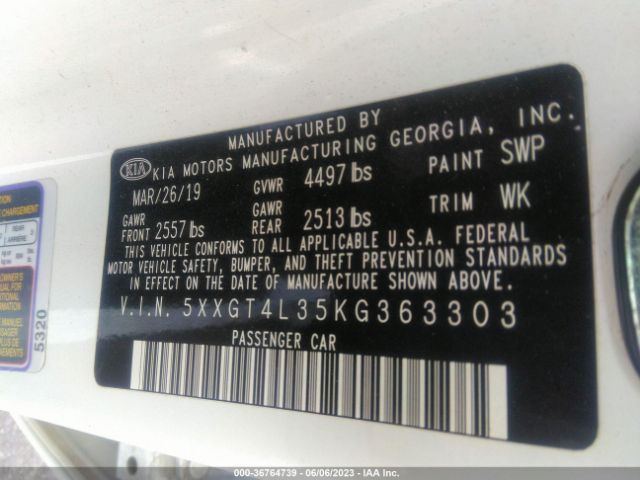 MANUFACTURED BY
KIA KIA MOTORS MANUFACTURING GEORGIA, INC.
MAR/26/19 GVWR 4497 lbs PAINT SWP
GAWR FRONT 2557 lbs GAWR REAR 2513 lbs TRIM WK
THIS VEHICLE CONFORMS TO ALL APPLICABLE U.S.A. FEDERAL
MOTOR VEHICLE SAFETY, BUMPER, AND THEFT PREVENTION STANDARDS
IN EFFECT ON THE DATE OF MANUFACTURE SHOWN ABOVE.
V.I.N. 5XXGT4L35KG363303
PASSENGER CAR
CHARGEMENT
REAR
ARRIERE
5320
000-36764739 - 06/06/2023 - IAA Inc.